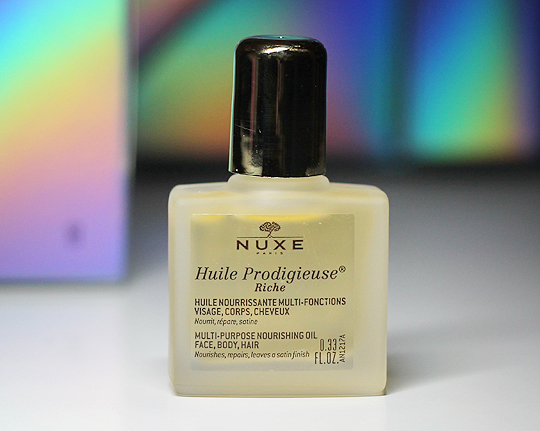 NUXE
PARIS
Huile Prodigieuse®
Riche
HUILE NOURRISSANTE MULTI-FONCTIONS
VISAGE, CORPS, CHEVEUX
Nourrit, répare, satine
MULTI-PURPOSE NOURISHING OIL
FACE, BODY, HAIR
Nourishes, repairs, leaves a satin finish
0.33
FL.OZ.
AN1217A